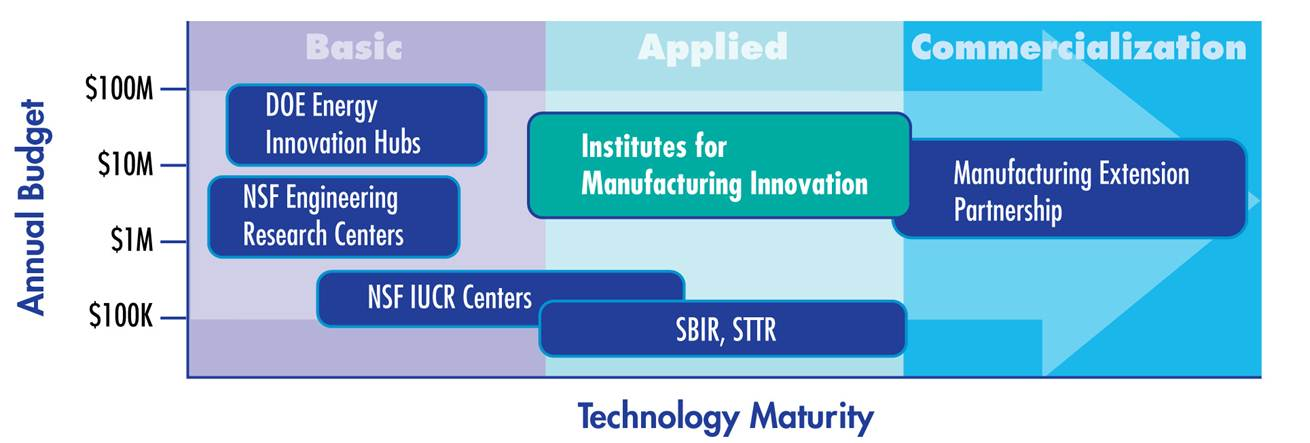 Basic
Applied
Commercialization
Annual Budget
$100M
$10M
$1M
$100K
DOE Energy
Innovation Hubs
NSF Engineering
Research Centers
Institutes for
Manufacturing Innovation
Manufacturing Extension
Partnership
NSF IUCR Centers
SBIR, STTR
Technology Maturity